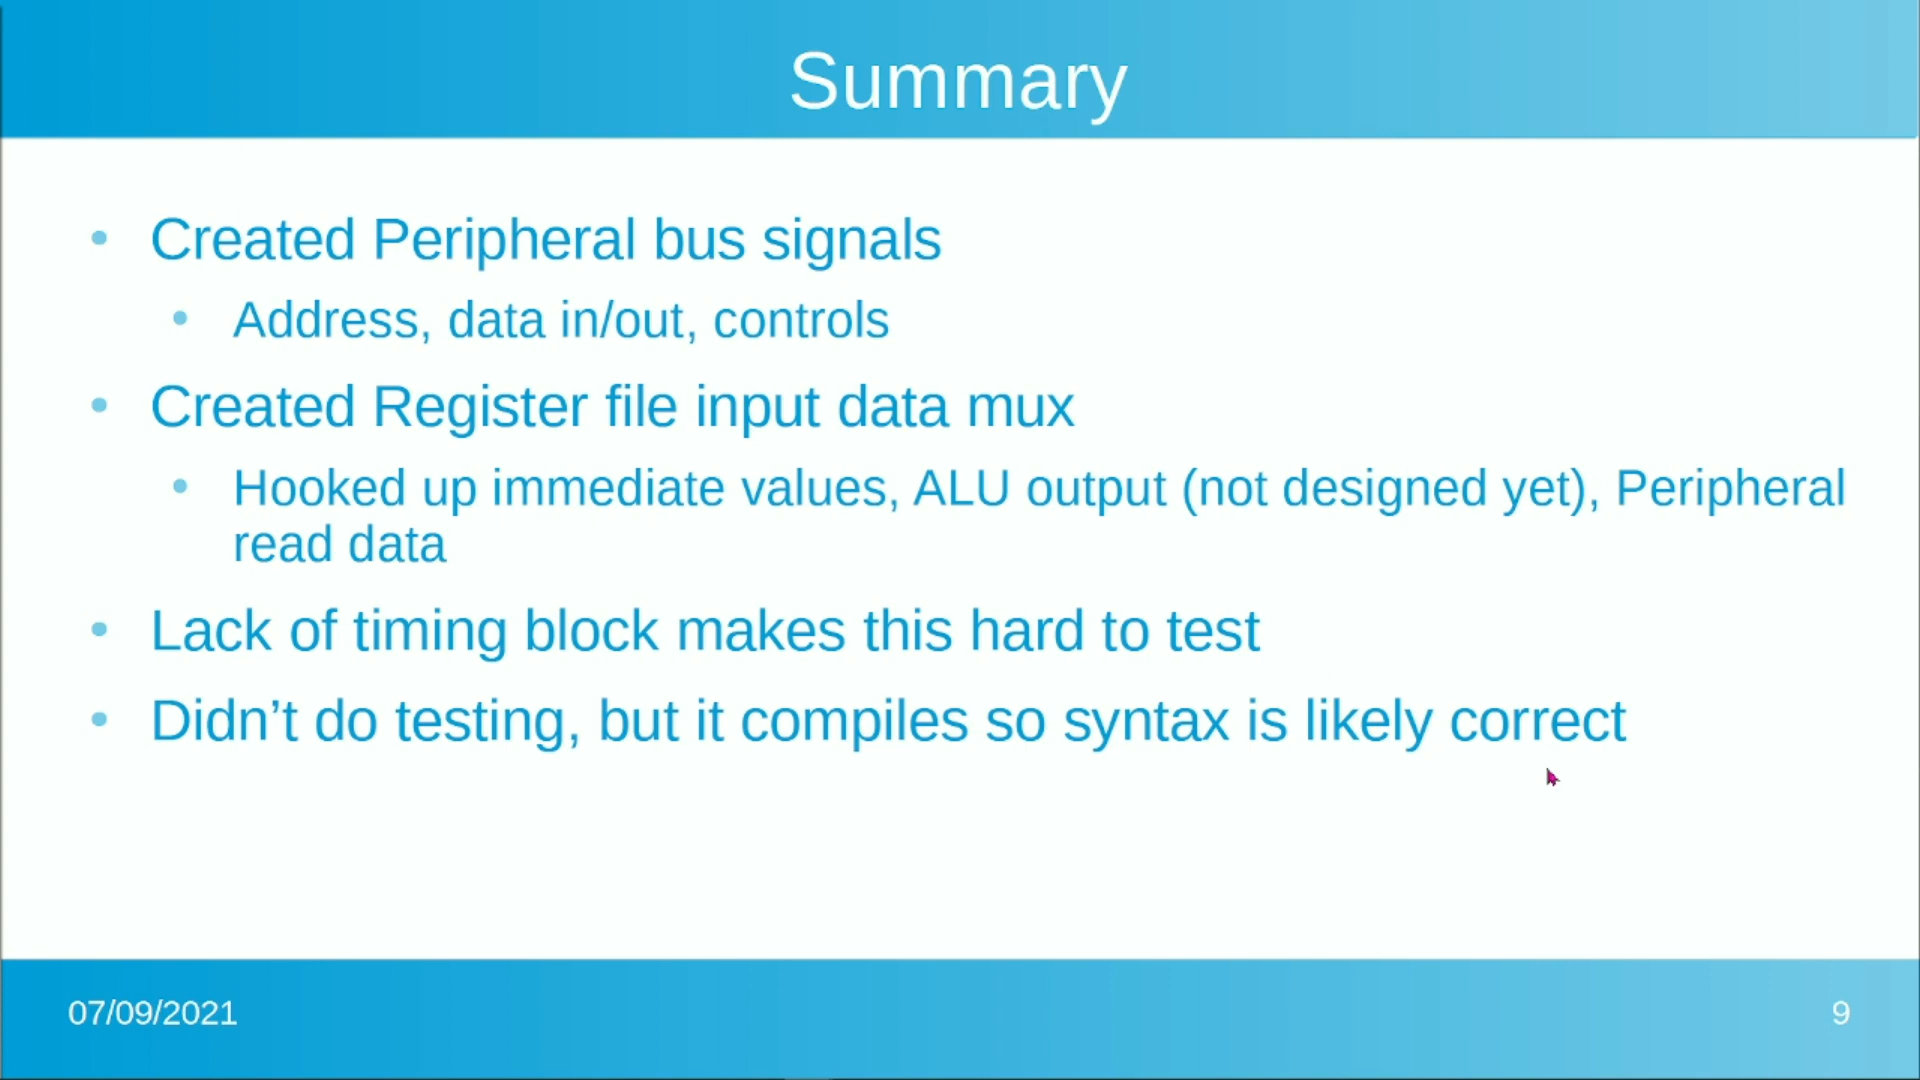 Summary
• Created Peripheral bus signals
• Address, data in/out, controls
• Created Register file input data mux
• Hooked up immediate values, ALU output (not designed yet), Peripheral
read data
• Lack of timing block makes this hard to test
• Didn’t do testing, but it compiles so syntax is likely correct
07/09/2021
9